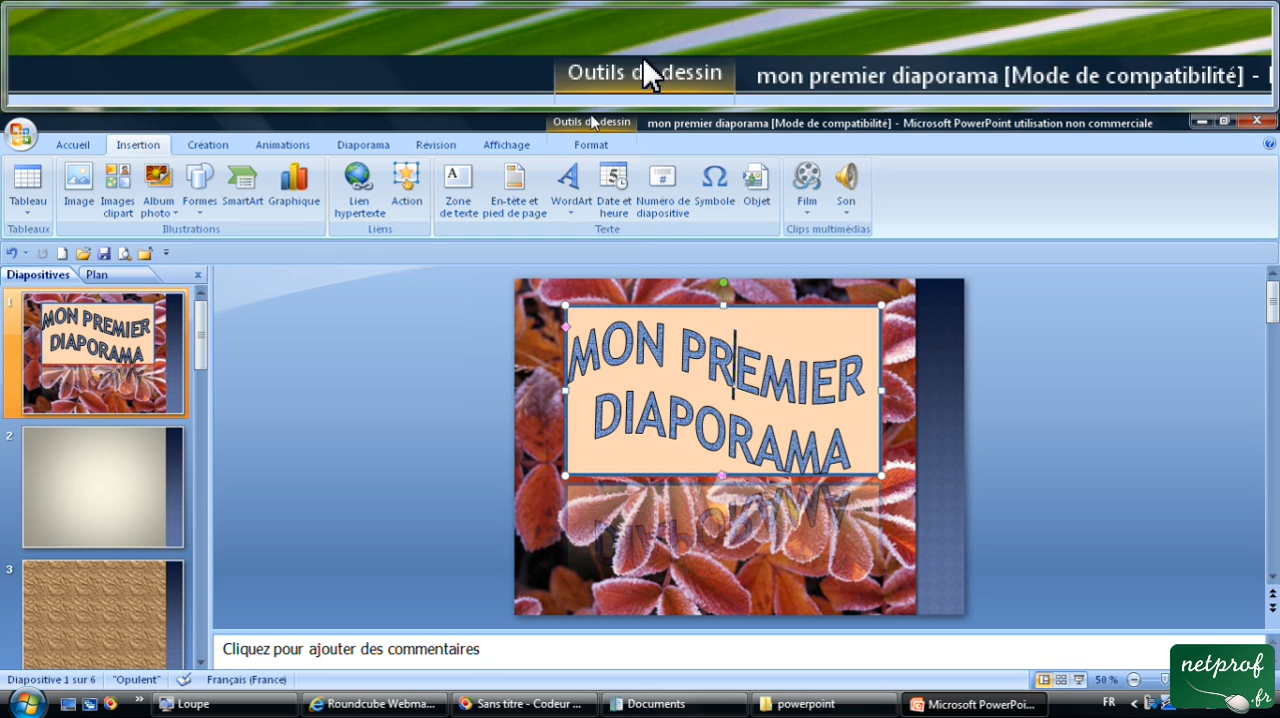 Outils de dessin
mon premier diaporama [Mode de compatibilité] -
Outils de dessin
mon premier diaporama [Mode de compatibilité] - Microsoft PowerPoint utilisation non commerciale
Accueil Insertion Création Animations Diaporama Révision Affichage Format
Tableau Image Images clipart Album photo Formes SmartArt Graphique Lien hypertexte Action Zone de texte En-tête et pied de page WordArt Date et heure Numéro de diapositive Symbole Objet Film Son
Tableaux Illustrations Liens Texte Clips multimédias
Diapositives Plan x
1
MON PREMIER
DIAPORAMA
2
3
MON PREMIER
DIAPORAMA
Cliquez pour ajouter des commentaires
Diapositive 1 sur 6 "Opulent" Français (France) 50 %
Loupe Roundcube Webma... Sans titre - Codeur ... Documents powerpoint Microsoft PowerPoi... FR
netprof
.fr